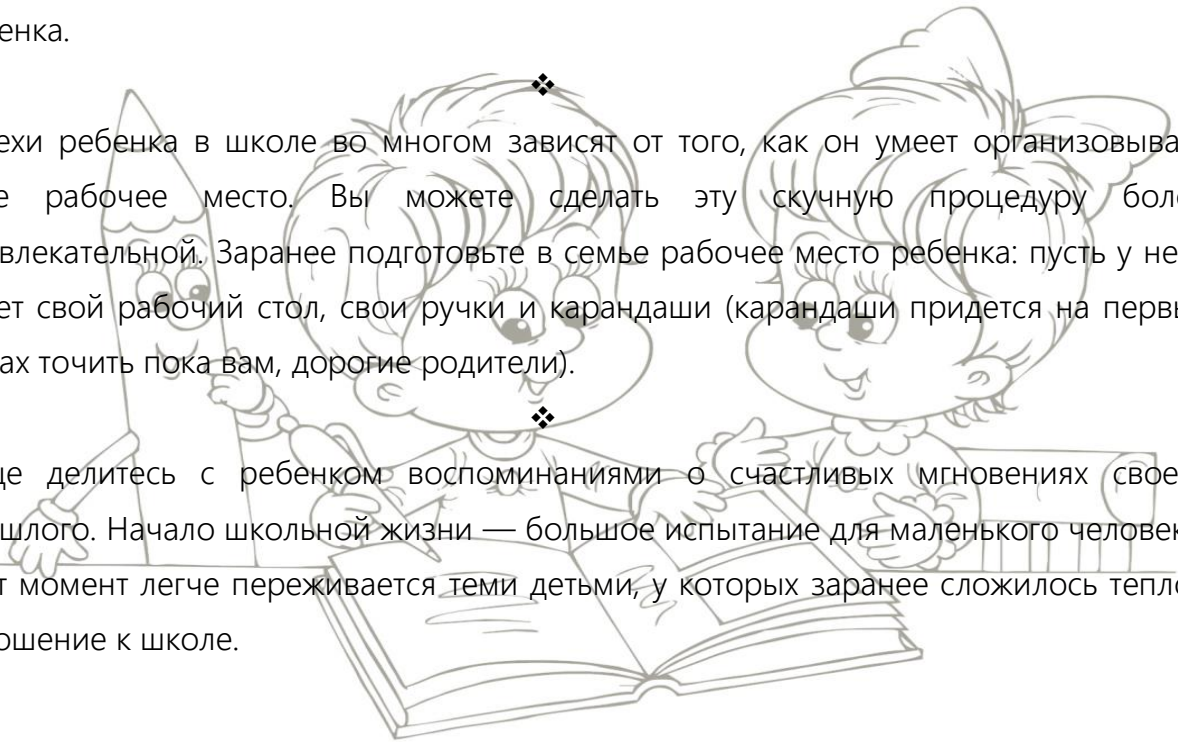 енка.
❖
ехи ребенка в школе во многом зависят от того, как он умеет организовыва
е рабочее место. Вы можете сделать эту скучную процедуру бол
влекательной. Заранее подготовьте в семье рабочее место ребенка: пусть у не
ет свой рабочий стол, свои ручки и карандаши (карандаши придется на первы
ах точить пока вам, дорогие родители).
❖
ще делитесь с ребенком воспоминаниями о счастливых мгновениях свое
шлого. Начало школьной жизни — большое испытание для маленького человек
т момент легче переживается теми детьми, у которых заранее сложилось тепло
ошение к школе.